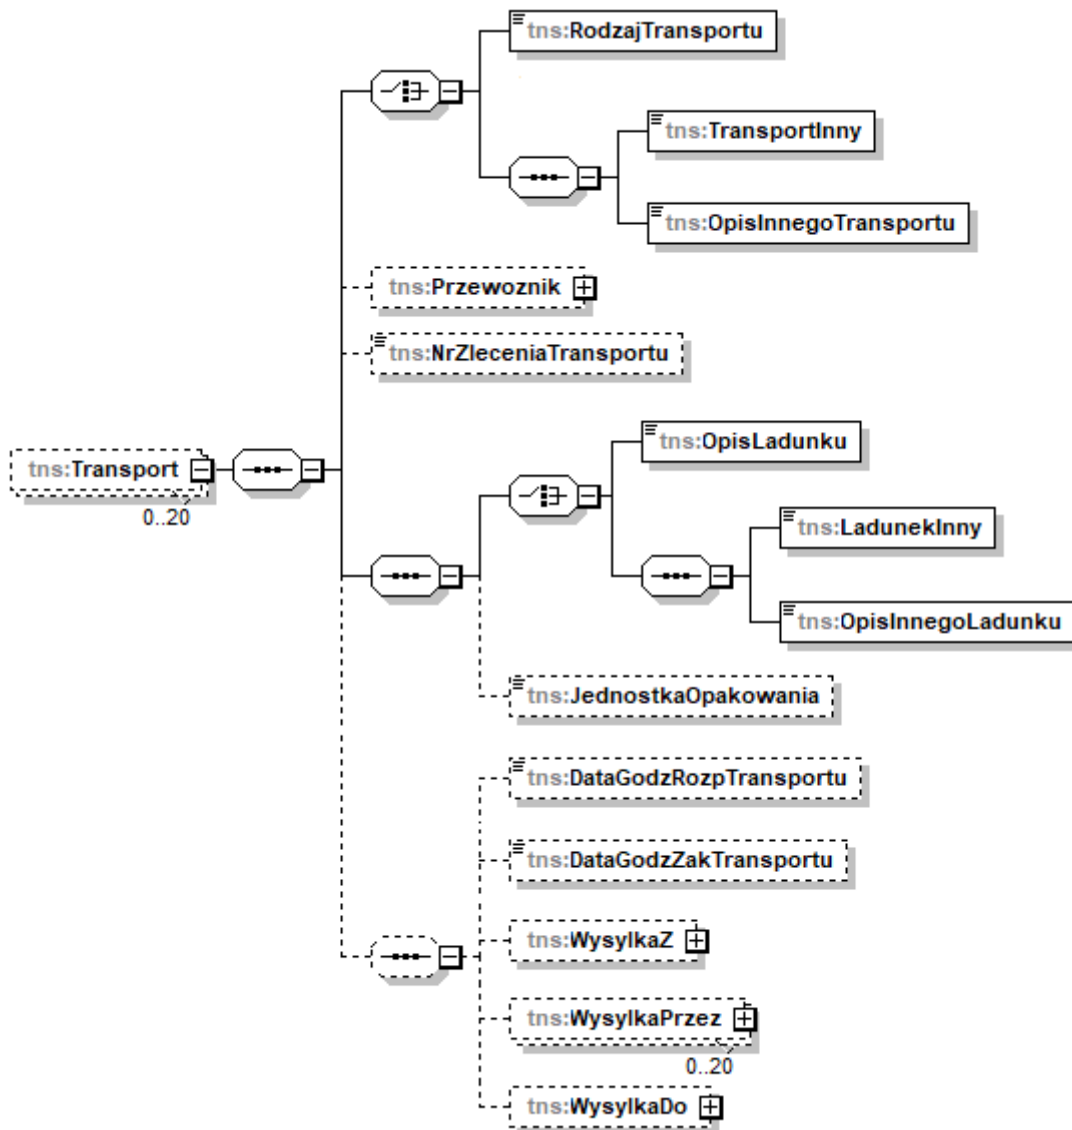 tns:RodzajTransportu
tns:TransportInny
tns:OpisInnegoTransportu
tns:Przewoznik
tns:NrZleceniaTransportu
tns:Transport
0..20
tns:OpisLadunku
tns:LadunekInny
tns:OpisInnegoLadunku
tns:JednostkaOpakowania
tns:DataGodzRozpTransportu
tns:DataGodzZakTransportu
tns:WysylkaZ
tns:WysylkaPrzez
0..20
tns:WysylkaDo